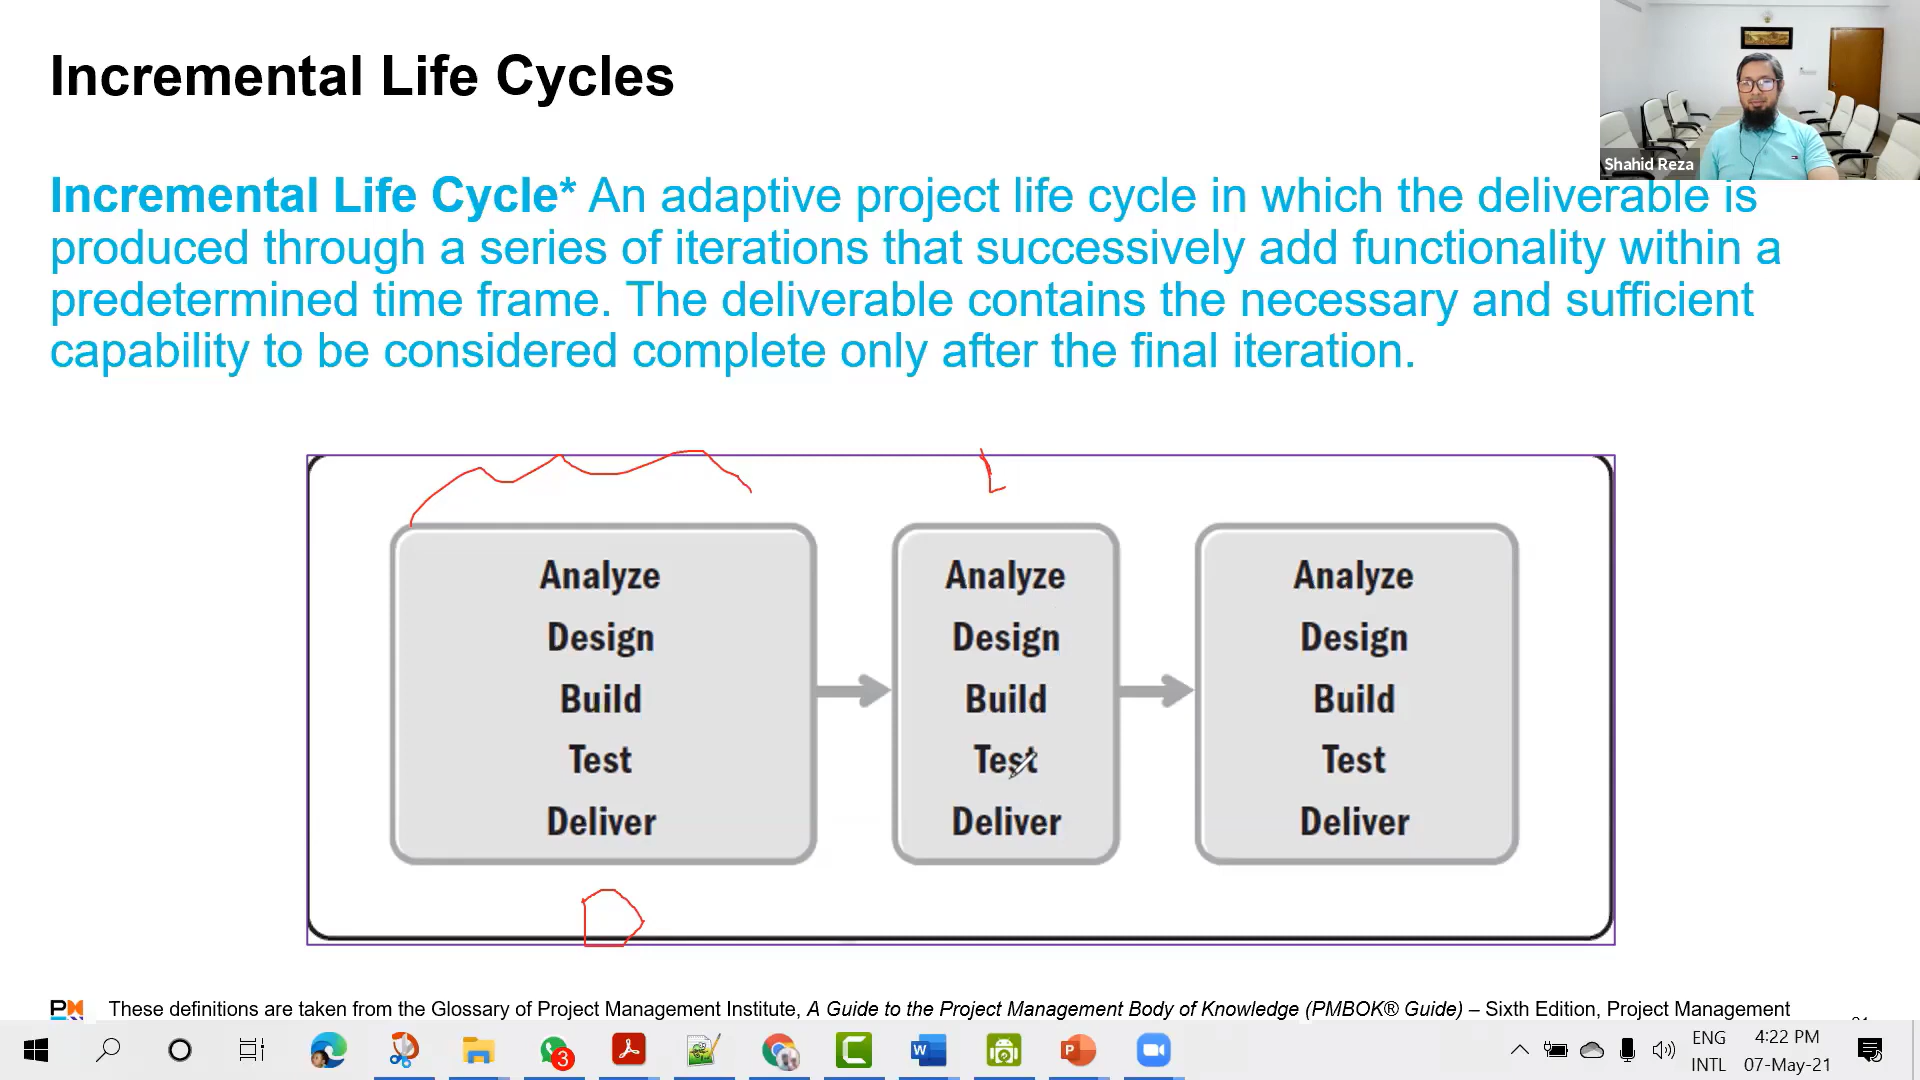 Incremental Life Cycles
Shahid Reza
Incremental Life Cycle* An adaptive project life cycle in which the deliverable is
produced through a series of iterations that successively add functionality within a
predetermined time frame. The deliverable contains the necessary and sufficient
capability to be considered complete only after the final iteration.
Analyze
Design
Build
Test
Deliver
Analyze
Design
Build
Test
Deliver
Analyze
Design
Build
Test
Deliver
These definitions are taken from the Glossary of Project Management Institute, A Guide to the Project Management Body of Knowledge (PMBOK® Guide) – Sixth Edition, Project Management
3
W
P
ENG
INTL
4:22 PM
07-May-21